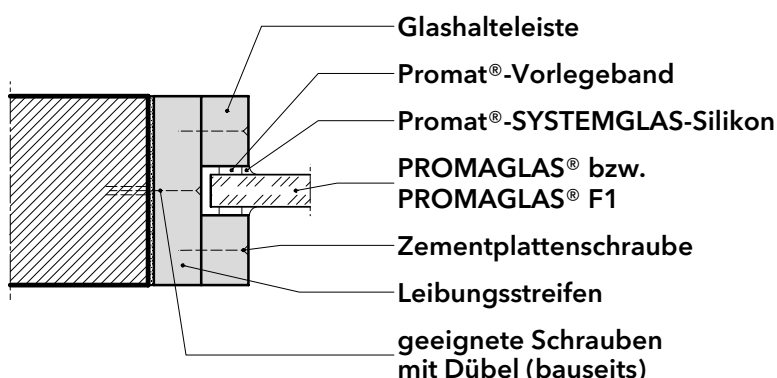 Glashalteleiste
Promat®-Vorlegeband
Promat®-SYSTEMGLAS-Silikon
PROMAGLAS® bzw.
PROMAGLAS® F1
Zementplattenschraube
Leibungsstreifen
geeignete Schrauben
mit Dübel (bauseits)